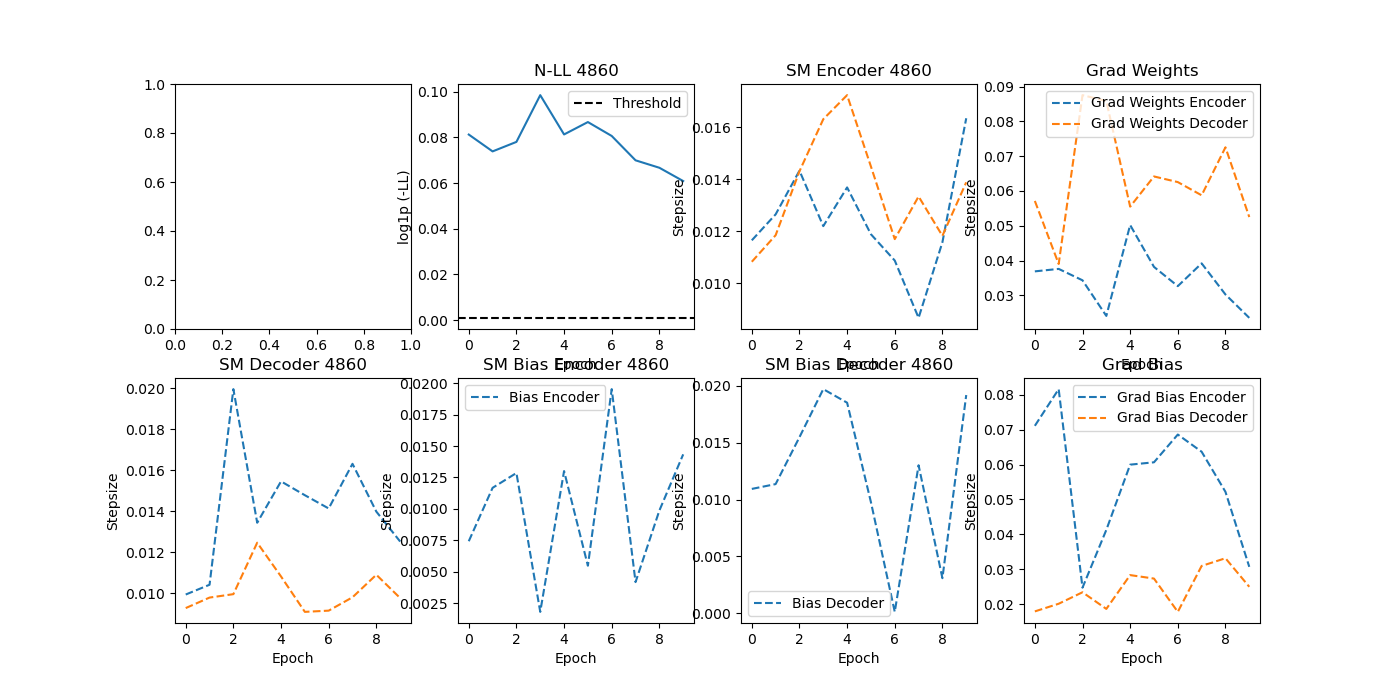 N-LL 4860
SM Encoder 4860
Grad Weights
1.0
0.8
0.6
0.4
0.2
0.0
0.0 0.2 0.4 0.6 0.8 1.0
log1p (-LL)
0.10
0.08
0.06
0.04
0.02
0.00
Threshold
0 2 4 6 8
Epoch
Stepsize
0.016
0.014
0.012
0.010
0 2 4 6 8
Epoch
Stepsize
0.09
0.08
0.07
0.06
0.05
0.04
0.03
Grad Weights Encoder
Grad Weights Decoder
0 2 4 6 8
Epoch
SM Decoder 4860
SM Bias Encoder 4860
SM Bias Decoder 4860
Grad Bias
Stepsize
0.020
0.018
0.016
0.014
0.012
0.010
0 2 4 6 8
Epoch
Stepsize
0.0200
0.0175
0.0150
0.0125
0.0100
0.0075
0.0050
0.0025
Bias Encoder
0 2 4 6 8
Epoch
Stepsize
0.020
0.015
0.010
0.005
0.000
Bias Decoder
0 2 4 6 8
Epoch
Stepsize
0.08
0.07
0.06
0.05
0.04
0.03
0.02
Grad Bias Encoder
Grad Bias Decoder
0 2 4 6 8
Epoch